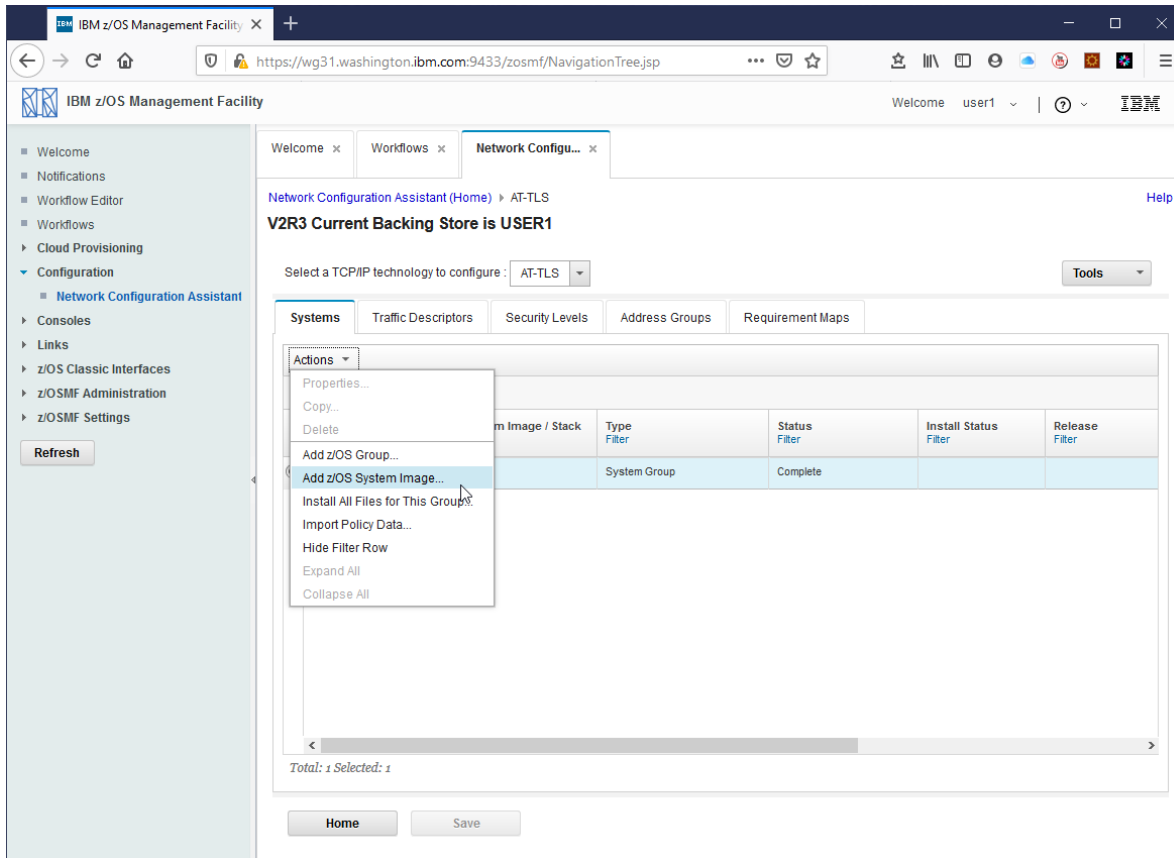 IBM IBM z/OS Management Facility
https://wg31.washington.ibm.com:9433/zosmf/NavigationTree.jsp
IBM z/OS Management Facility
Welcome user1
IBM
Welcome
Notifications
Workflow Editor
Workflows
Cloud Provisioning
Configuration
Network Configuration Assistant
Consoles
Links
z/OS Classic Interfaces
z/OSMF Administration
z/OSMF Settings
Refresh
Welcome Workflows Network Configu...
Network Configuration Assistant (Home) AT-TLS Help
V2R3 Current Backing Store is USER1
Select a TCP/IP technology to configure : AT-TLS Tools
Systems Traffic Descriptors Security Levels Address Groups Requirement Maps
Actions
Properties...
Copy...
Delete
Add z/OS Group...
Add z/OS System Image...
Install All Files for This Group...
Import Policy Data...
Hide Filter Row
Expand All
Collapse All
m Image / Stack Type Status Install Status Release
Filter Filter Filter Filter
System Group Complete
Total: 1 Selected: 1
Home Save